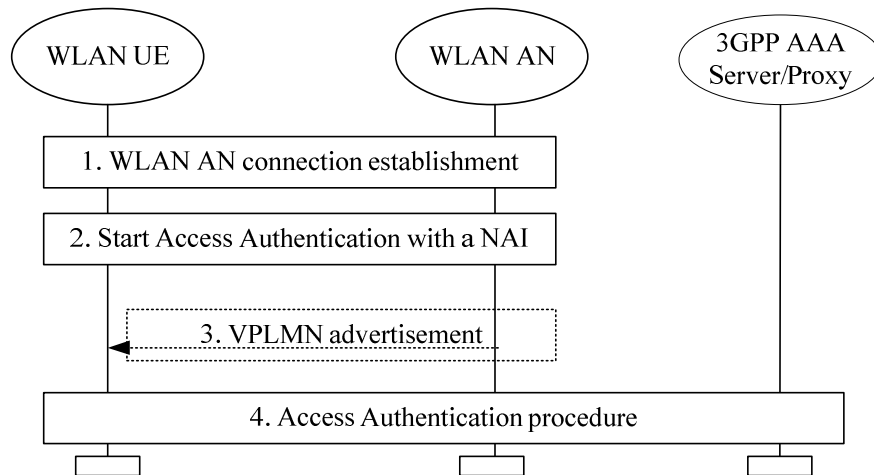 WLAN UE
WLAN AN
3GPP AAA
Server/Proxy
1. WLAN AN connection establishment
2. Start Access Authentication with a NAI
3. VPLMN advertisement
4. Access Authentication procedure